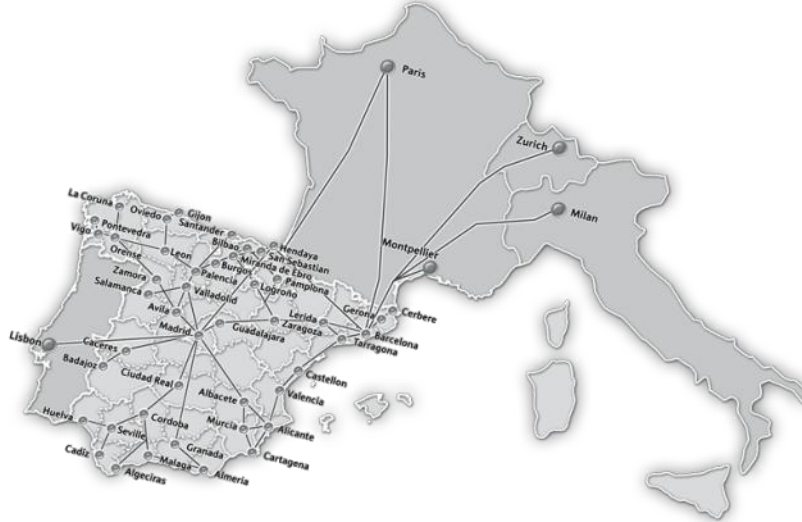 Paris
Zurich
Milan
Montpellier
La Coruna
Oviedo
Gijon
Santander
Vigo
Pontevedra
Bilbao
Hendaya
San Sebastian
Orense
Leon
Burgos
Miranda de Ebro
Zamora
Palencia
Logroño
Pamplona
Salamanca
Valladolid
Gerona
Cerbere
Avila
Lerida
Madrid
Guadalajara
Zaragoza
Barcelona
Tarragona
Lisbon
Caceres
Badajoz
Ciudad Real
Castellon
Albacete
Valencia
Huelva
Cordoba
Murcia
Alicante
Seville
Granada
Cartagena
Cadiz
Malaga
Almeria
Algeciras